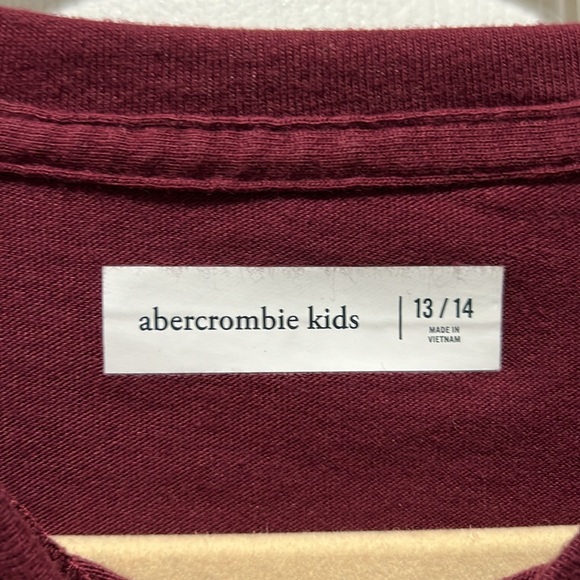 abercrombie kids
13 / 14
MADE IN
VIETNAM